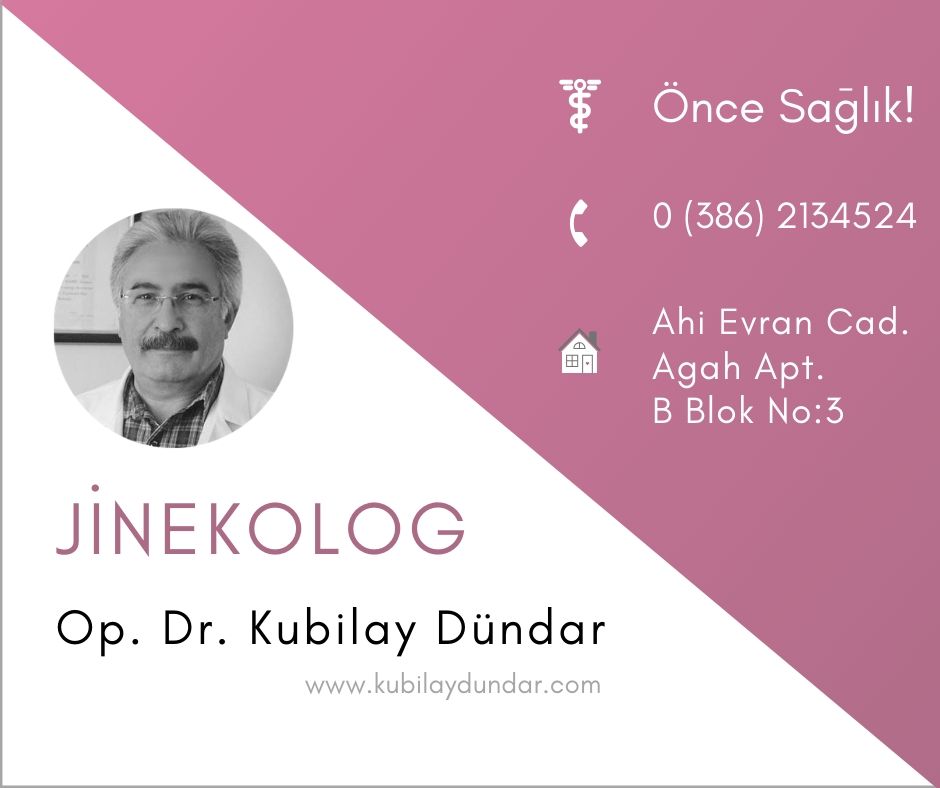 Önce Sağlık!
0 (386) 2134524
Ahi Evran Cad.
Agah Apt.
B Blok No:3
JİNEKOLOG
Op. Dr. Kubilay Dündar
www.kubilaydundar.com